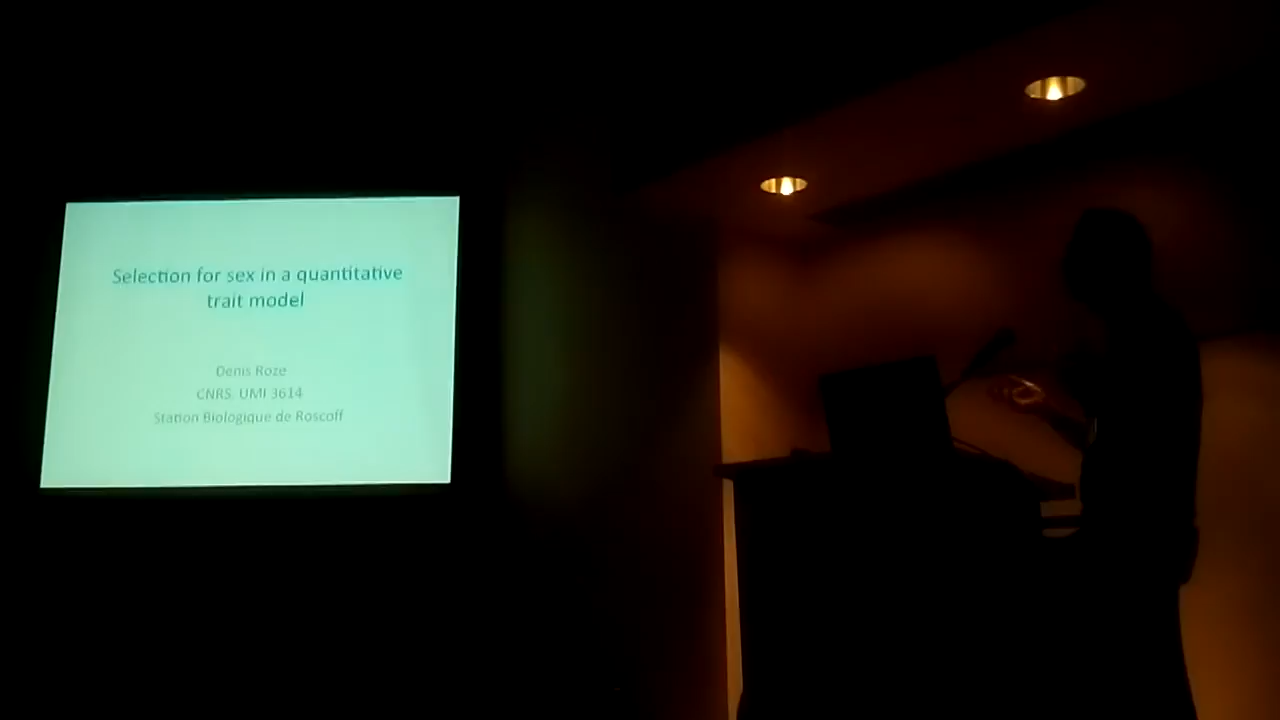 Selection for sex in a quantitative
trait model
Denis Roze
CNRS, UMI 3614
Station Biologique de Roscoff